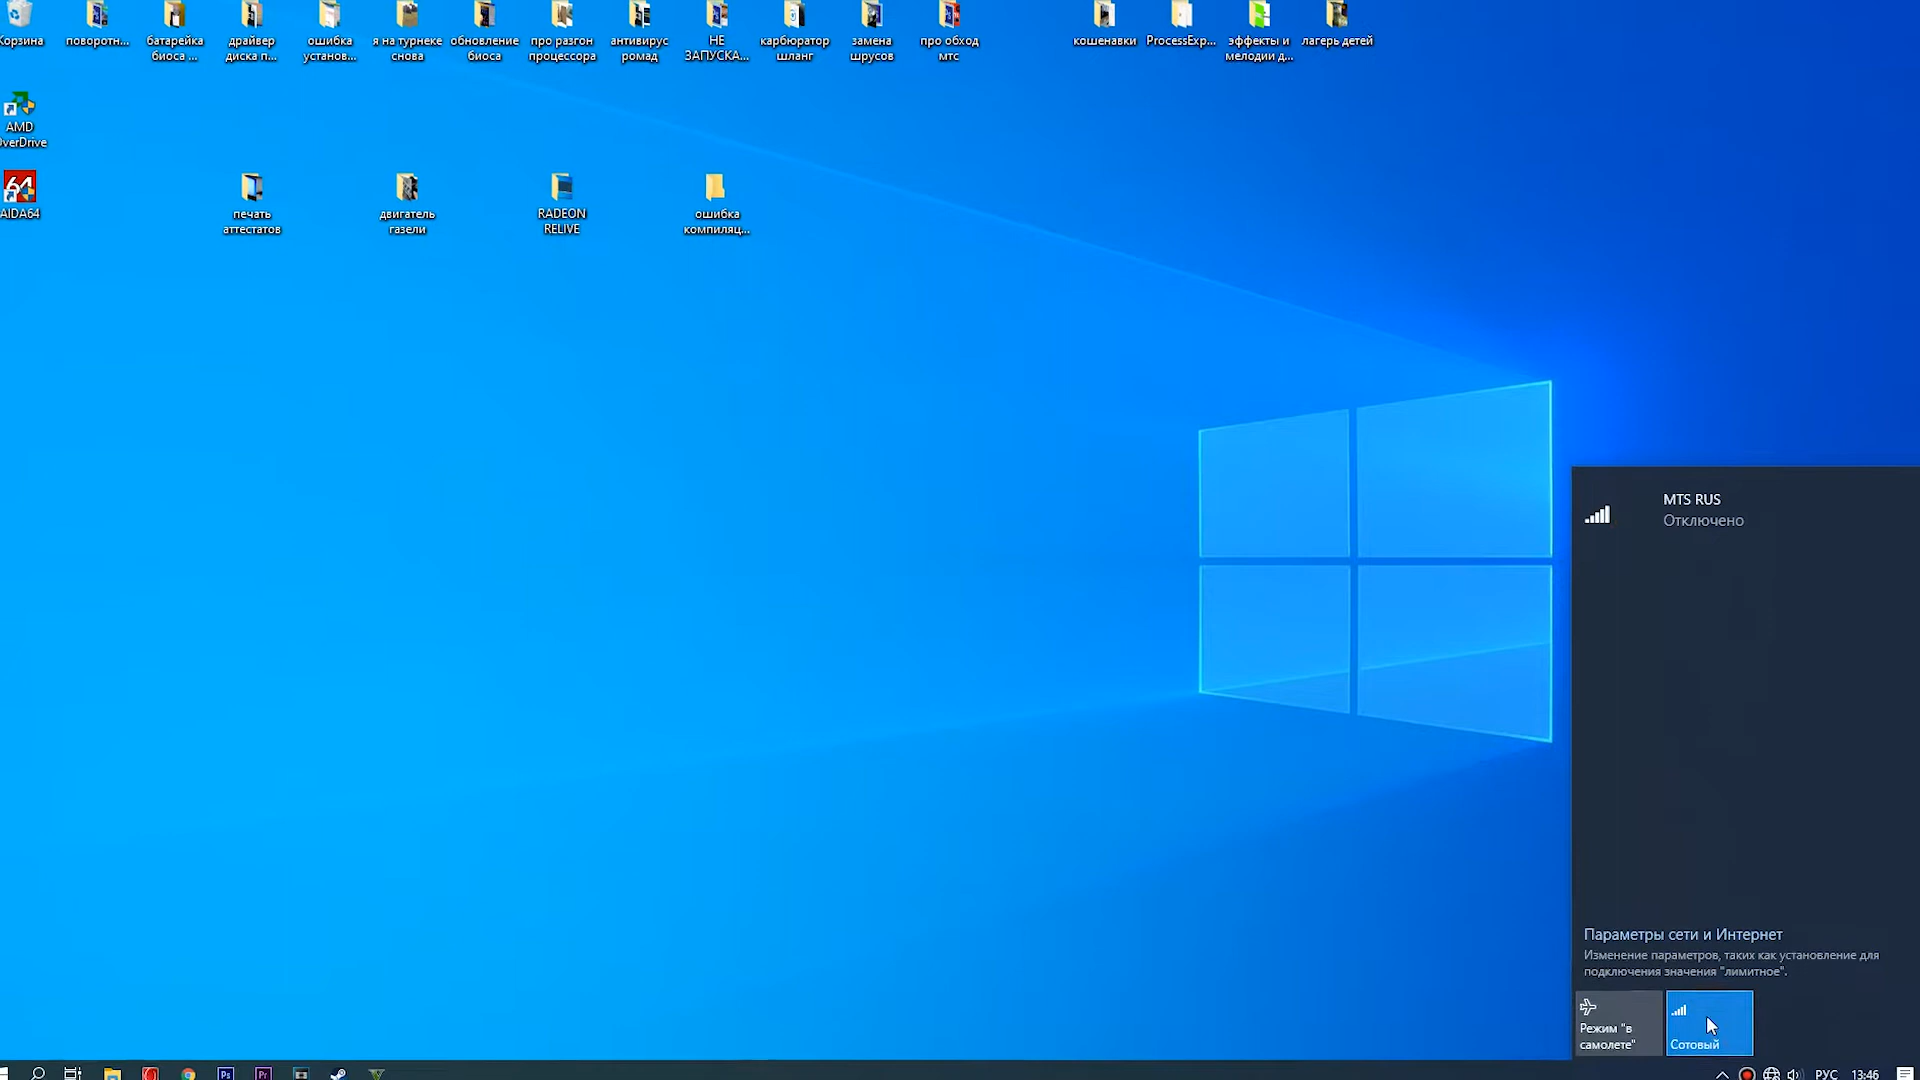 Корзина
поворотн...
батарейка
биоса ...
драйвер
диска п...
ошибка
установ...
я на турнеке
снова
обновление
биоса
про разгон
процессора
антивирус
ромад
НЕ
ЗАПУСКА...
карбюратор
шланг
замена
шрусов
про обход
мтс
кошенавки
ProcessExp...
эффекты и
мелодии д...
лагерь детей
AMD
OverDrive
64
AIDA64
печать
аттестатов
двигатель
газели
RADEON
RELIVE
ошибка
компиляц...
MTS RUS
Отключено
Параметры сети и Интернет
Изменение параметров, таких как установление для
подключения значения "лимитное".
Режим "в
самолете"
Сотовый
Ps
Pr
РУС
13:46